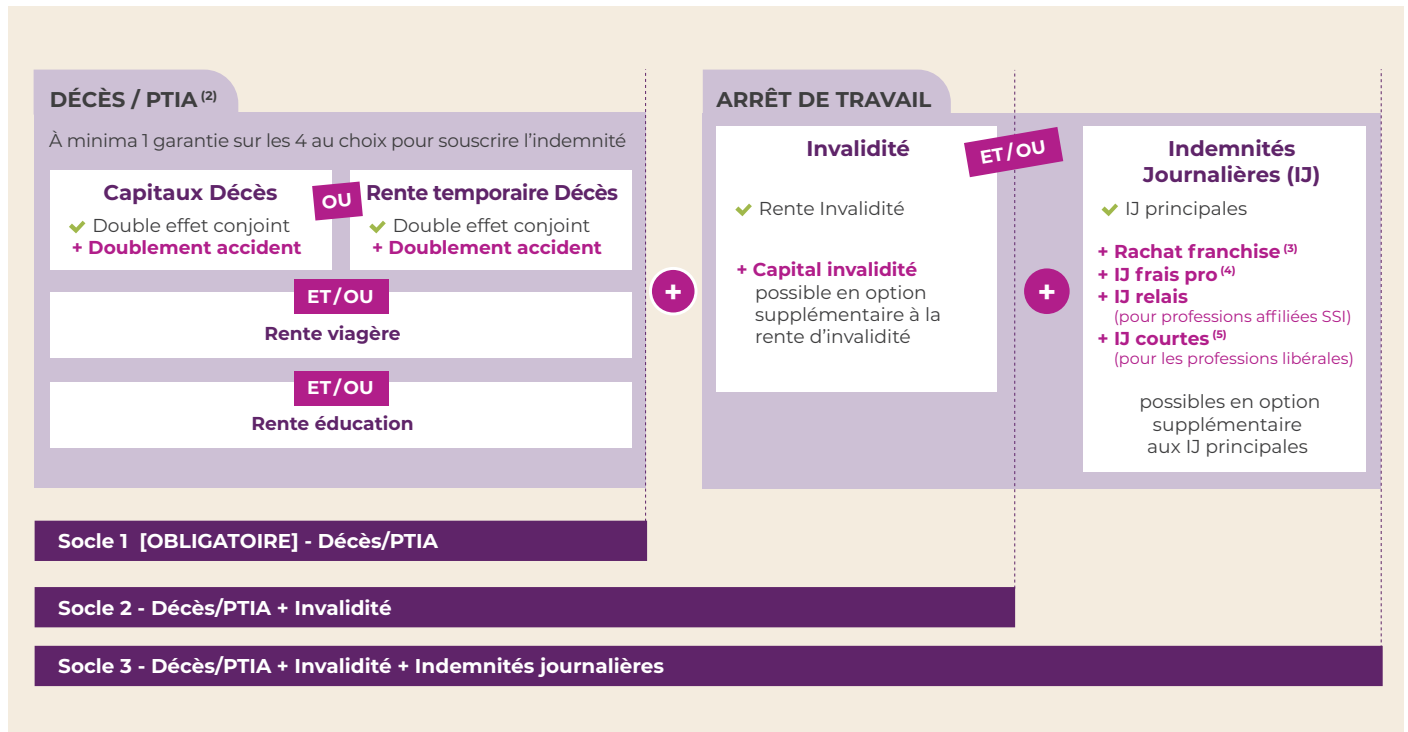 DÉCÈS / PTIA (2)
À minima 1 garantie sur les 4 au choix pour souscrire l’indemnité
Capitaux Décès
Double effet conjoint
+ Doublement accident
OU
Rente temporaire Décès
Double effet conjoint
+ Doublement accident
ET/OU
Rente viagère
ET/OU
Rente éducation
+
ARRÊT DE TRAVAIL
Invalidité
Rente Invalidité
+ Capital invalidité
possible en option
supplémentaire à la
rente d’invalidité
ET/OU
+
Indemnités
Journalières (IJ)
IJ principales
+ Rachat franchise (3)
+ IJ frais pro (4)
+ IJ relais
(pour professions affiliées SSI)
+ IJ courtes (5)
(pour les professions libérales)
possibles en option
supplémentaire
aux IJ principales
Socle 1 [OBLIGATOIRE] - Décès/PTIA
Socle 2 - Décès/PTIA + Invalidité
Socle 3 - Décès/PTIA + Invalidité + Indemnités journalières